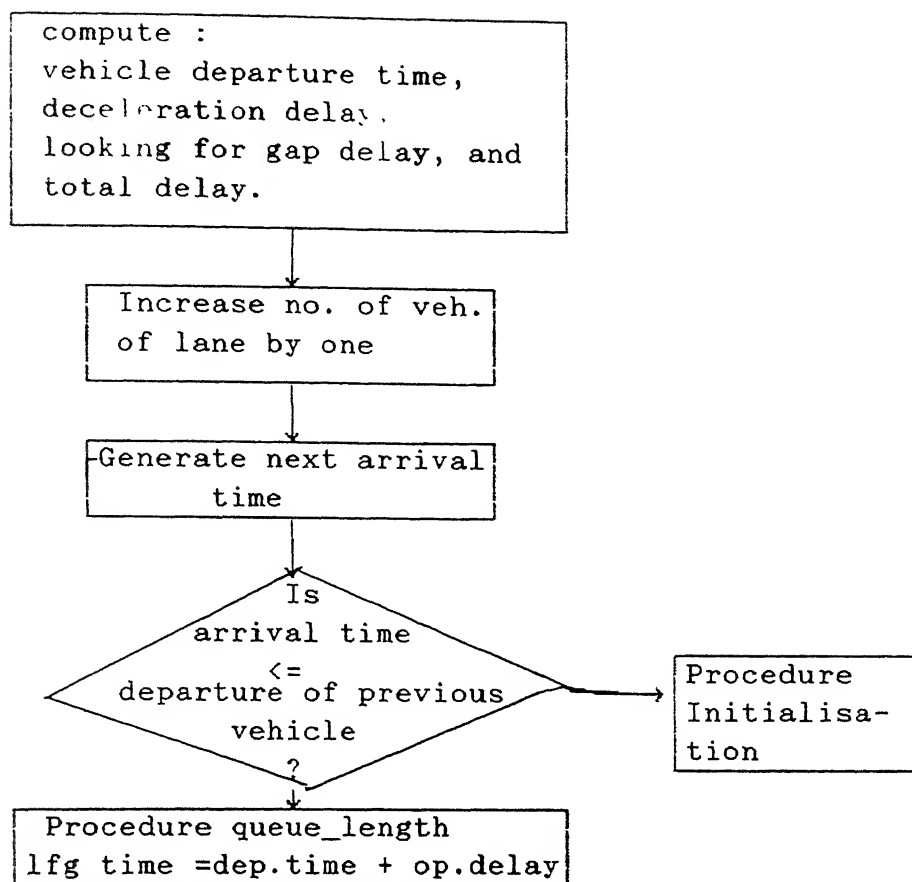 compute :
vehicle departure time,
deceleration delay,
looking for gap delay, and
total delay.
Increase no. of veh.
of lane by one
Generate next arrival
time
Is
arrival time
<=
departure of previous
vehicle
?
Procedure
Initialisa-
tion
Procedure queue_length
lfg time =dep.time + op.delay